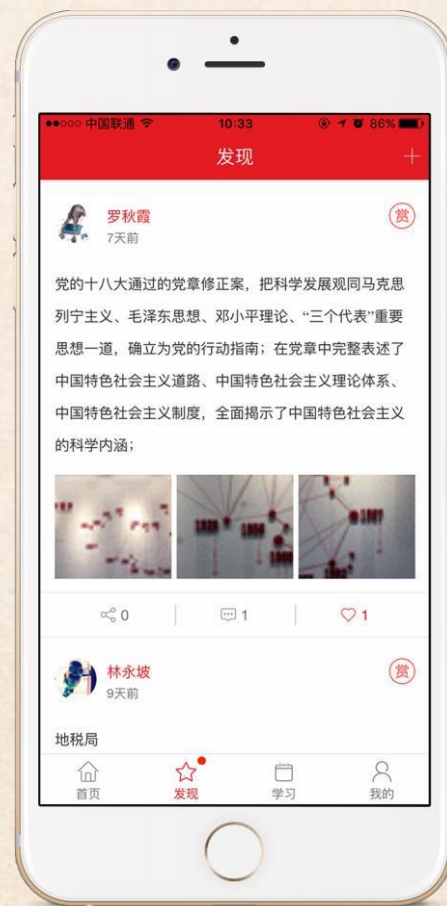 中国联通 10:33 86%
发现 +
罗秋霞 赏
7天前
党的十八大通过的党章修正案，把科学发展观同马克思
列宁主义、毛泽东思想、邓小平理论、“三个代表”重要
思想一道，确立为党的行动指南；在党章中完整表述了
中国特色社会主义道路、中国特色社会主义理论体系、
中国特色社会主义制度，全面揭示了中国特色社会主义
的科学内涵；
0 1 1
林永坡 赏
9天前
地税局
首页 发现 学习 我的